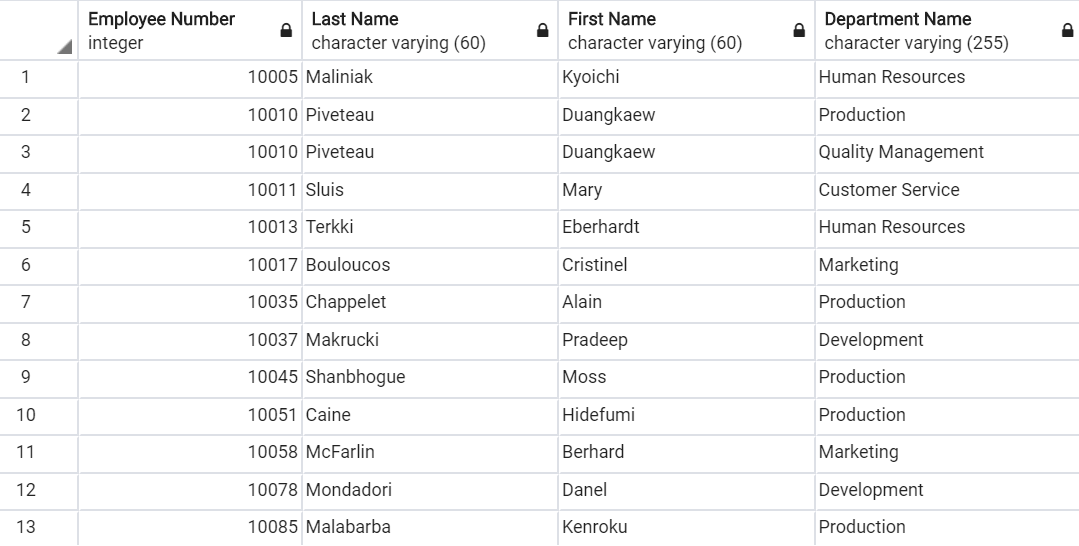 Employee Number Last Name First Name Department Name
integer character varying (60) character varying (60) character varying (255)
1 10005 Maliniak Kyoichi Human Resources
2 10010 Piveteau Duangkaew Production
3 10010 Piveteau Duangkaew Quality Management
4 10011 Sluis Mary Customer Service
5 10013 Terkki Eberhardt Human Resources
6 10017 Bouloucos Cristinel Marketing
7 10035 Chappelet Alain Production
8 10037 Makrucki Pradeep Development
9 10045 Shanbhogue Moss Production
10 10051 Caine Hidefumi Production
11 10058 McFarlin Berhard Marketing
12 10078 Mondadori Danel Development
13 10085 Malabarba Kenroku Production